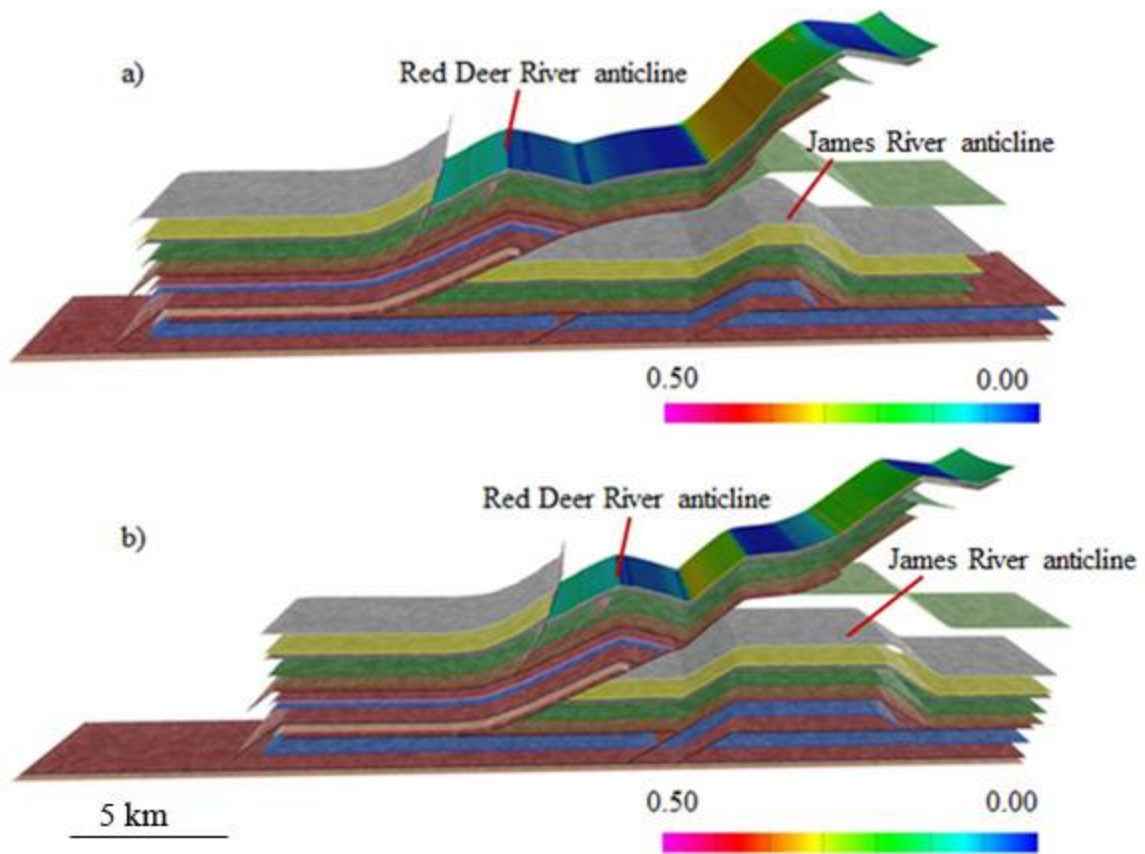 a)
Red Deer River anticline
James River anticline
0.50 0.00
b)
Red Deer River anticline
James River anticline
5 km
0.50 0.00